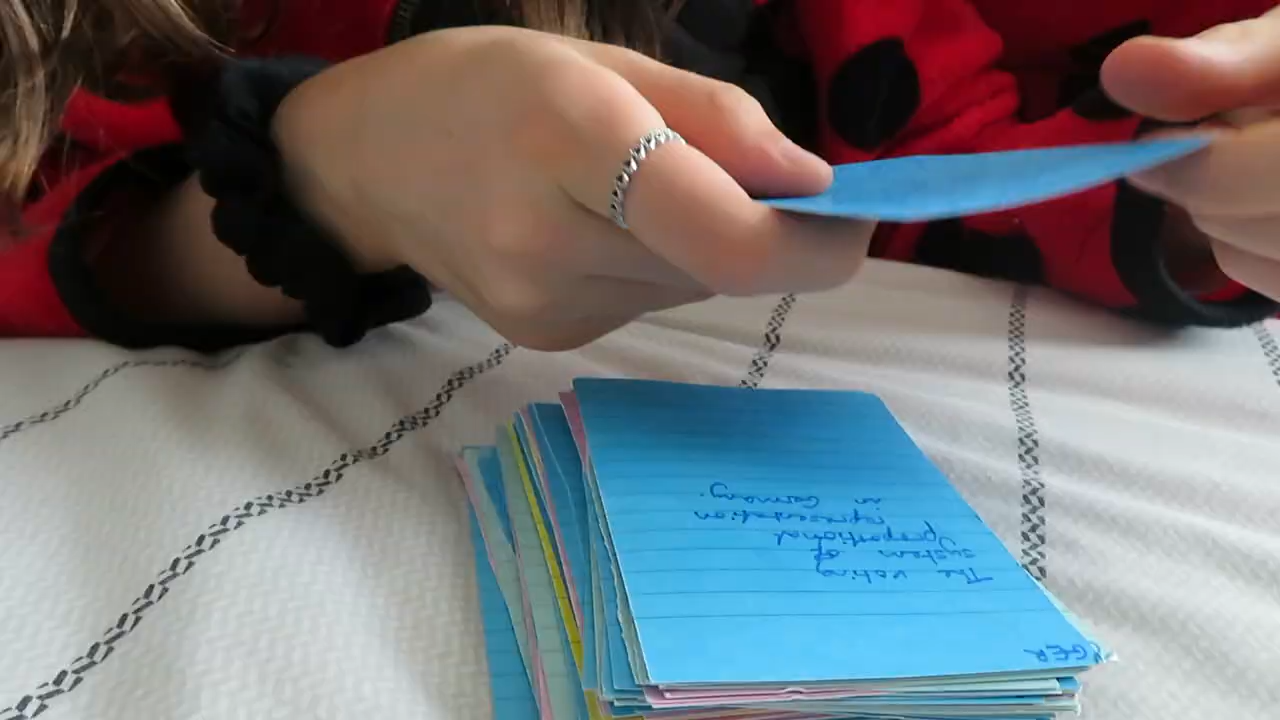 GER
The voting
system of
proportional
representation
in Germany.